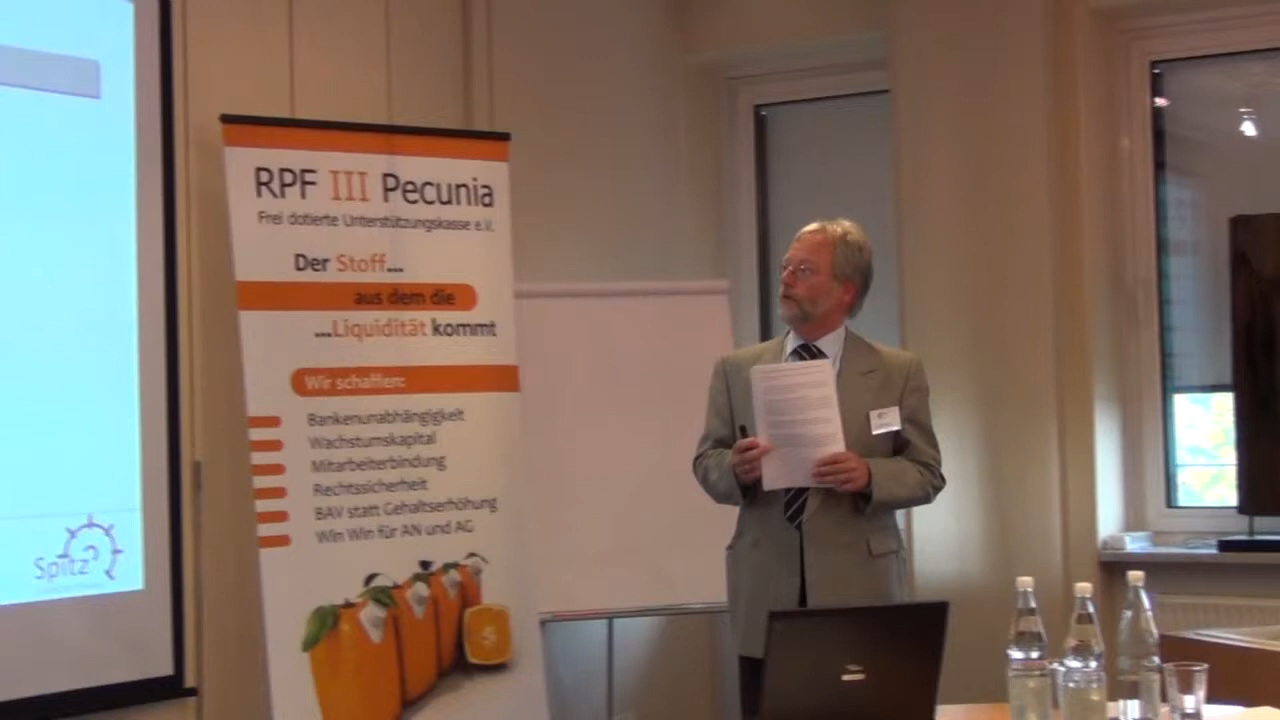 RPF III Pecunia
Frei dotierte Unterstützungskasse e.V.
Der Stoff...
aus dem die
...Liquidität kommt
Wir schaffen:
Bankenunabhängigkeit
Wachstumskapital
Mitarbeiterbindung
Rechtssicherheit
BAV statt Gehaltserhöhung
Win Win für AN und AG
Spitz